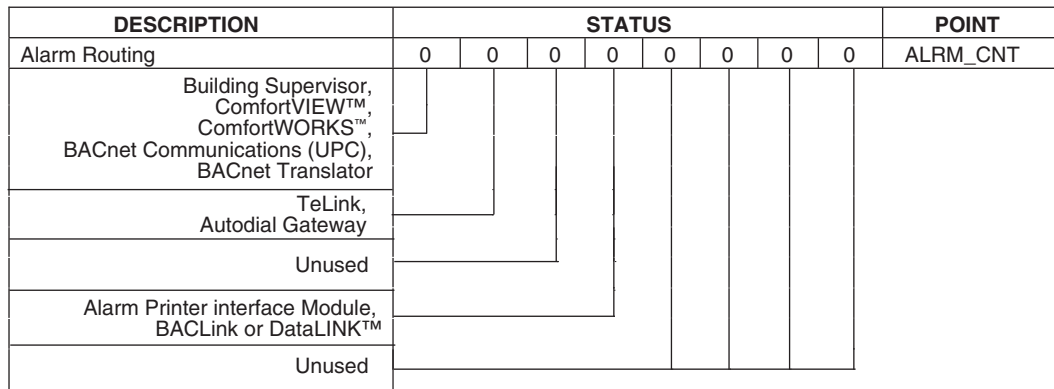 DESCRIPTION STATUS POINT
Alarm Routing 0 0 0 0 0 0 0 0 ALRM_CNT
Building Supervisor,
ComfortVIEW™,
ComfortWORKS™,
BACnet Communications (UPC),
BACnet Translator
TeLink,
Autodial Gateway
Unused
Alarm Printer interface Module,
BACLink or DataLINK™
Unused